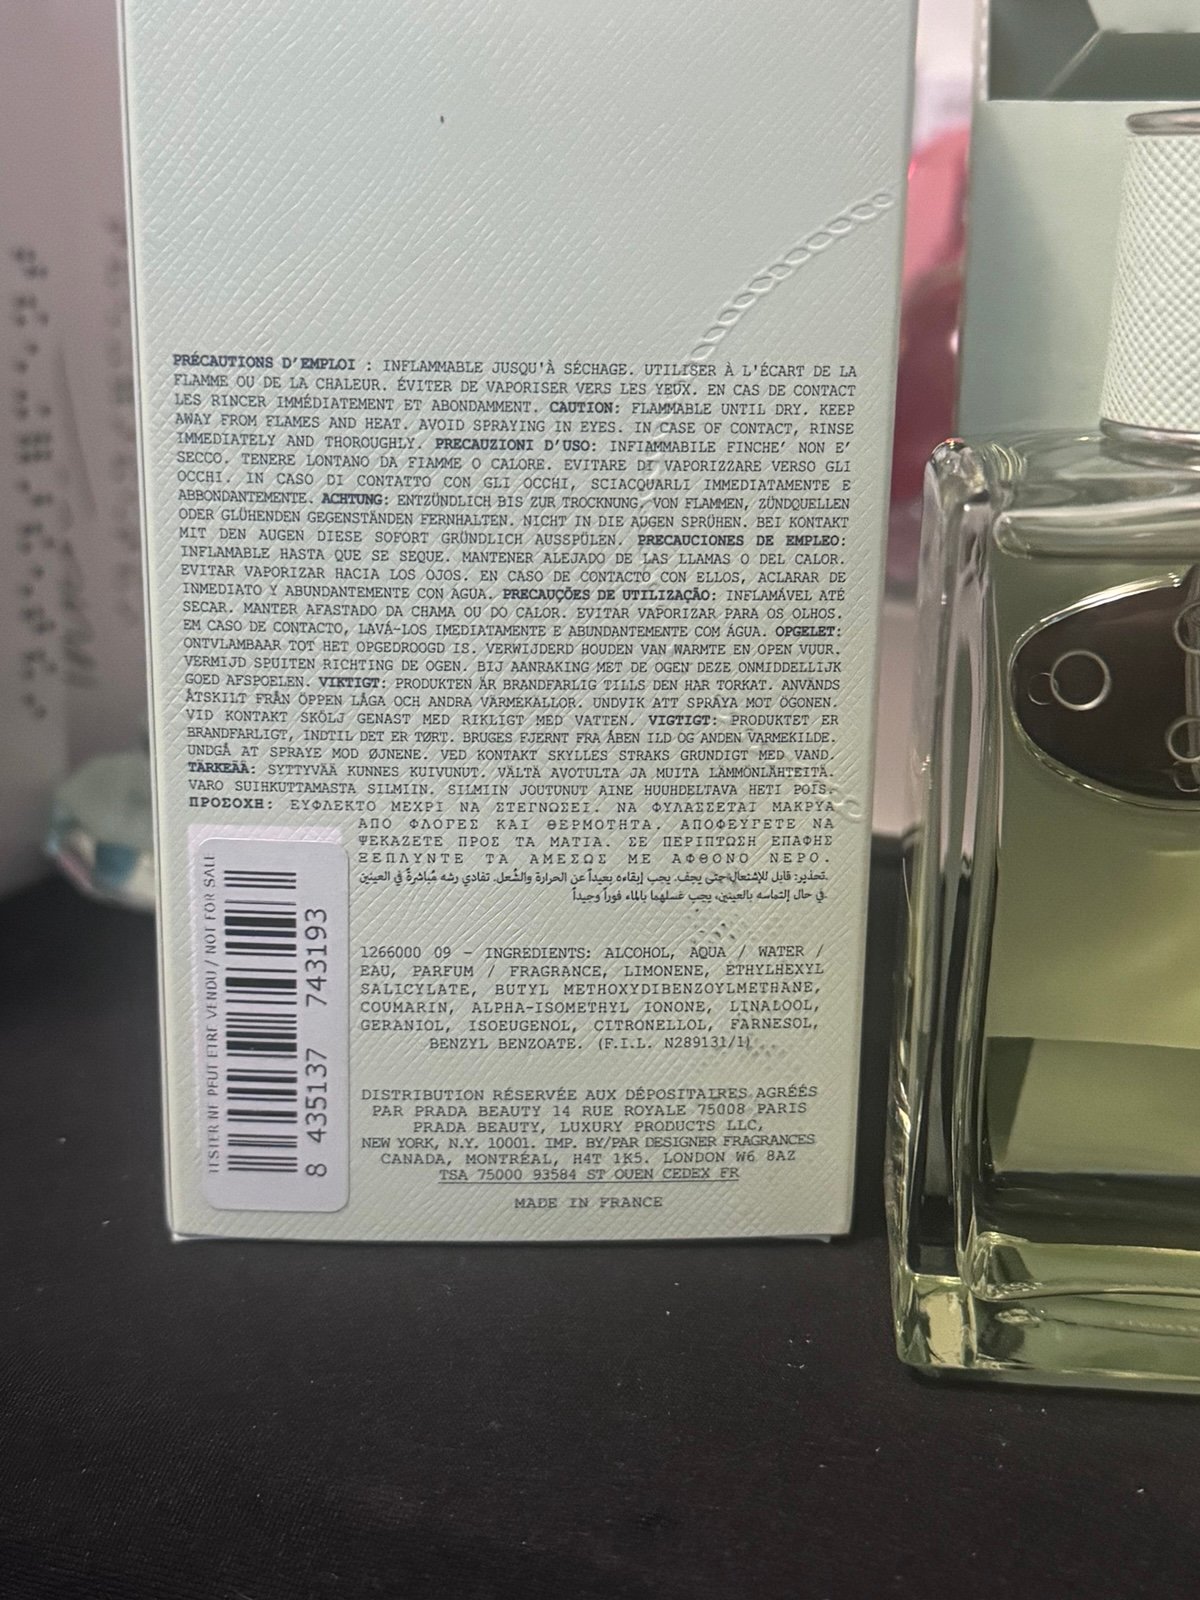 PRÉCAUTIONS D'EMPLOI : INFLAMMABLE JUSQU'À SÉCHAGE. UTILISER À L'ÉCART DE LA
FLAMME OU DE LA CHALEUR. ÉVITER DE VAPORISER VERS LES YEUX. EN CAS DE CONTACT
LES RINCER IMMÉDIATEMENT ET ABONDAMMENT. CAUTION: FLAMMABLE UNTIL DRY. KEEP
AWAY FROM FLAMES AND HEAT. AVOID SPRAYING IN EYES. IN CASE OF CONTACT, RINSE
IMMEDIATELY AND THOROUGHLY. PRECAUZIONI D'USO: INFIAMMABILE FINCHE' NON E'
SECCO. TENERE LONTANO DA FIAMME O CALORE. EVITARE DI VAPORIZZARE VERSO GLI
OCCHI. IN CASO DI CONTATTO CON GLI OCCHI, SCIACQUARLI IMMEDIATAMENTE E
ABBONDANTEMENTE. ACHTUNG: ENTZÜNDLICH BIS ZUR TROCKNUNG. VON FLAMMEN, ZÜNDQUELLEN
ODER GLÜHENDEN GEGENSTÄNDEN FERNHALTEN. NICHT IN DIE AUGEN SPRÜHEN. BEI KONTAKT
MIT DEN AUGEN DIESE SOFORT GRÜNDLICH AUSSPÜLEN. PRECAUCIONES DE EMPLEO:
INFLAMABLE HASTA QUE SE SEQUE. MANTENER ALEJADO DE LAS LLAMAS O DEL CALOR.
EVITAR VAPORIZAR HACIA LOS OJOS. EN CASO DE CONTACTO CON ELLOS, ACLARAR DE
INMEDIATO Y ABUNDANTEMENTE CON AGUA. PRECAUÇÕES DE UTILIZAÇÃO: INFLAMÁVEL ATÉ
SECAR. MANTER AFASTADO DA CHAMA OU DO CALOR. EVITAR VAPORIZAR PARA OS OLHOS.
EM CASO DE CONTACTO, LAVÁ-LOS IMEDIATAMENTE E ABUNDANTEMENTE COM ÁGUA. OPGELET:
ONTVLAMBAAR TOT HET OPGEDROOGD IS. VERWIJDERD HOUDEN VAN WARMTE EN OPEN VUUR.
VERMIJD SPUITEN RICHTING DE OGEN. BIJ AANRAKING MET DE OGEN DEZE ONMIDDELLIJK
GOED AFSPOELEN. VIKTIGT: PRODUKTEN ÄR BRANDFARLIG TILLS DEN HAR TORKAT. ANVÄNDS
ÅTSKILT FRÅN ÖPPEN LÅGA OCH ANDRA VÄRMEKÄLLOR. UNDVIK ATT SPRAYA MOT ÖGONEN.
VID KONTAKT SKÖLJ GENAST MED RIKLIGT MED VATTEN. VIGTIGT: PRODUKTET ER
BRANDFARLIGT, INDTIL DET ER TØRT. BRUGES FJERNT FRA ÅBEN ILD OG ANDEN VARMEKILDE.
UNDGÅ AT SPRAYE MOD ØJNENE. VED KONTAKT SKYLLES STRAKS GRUNDIGT MED VAND.
TÄRKEÄÄ: SYTTYVÄÄ KUNNES KUIVUNUT. VÄLTÄ AVOTULTA JA MUITA LÄMMÖNLÄHTEITÄ.
VARO SUIHKUTTAMASTA SILMIIN. SILMIIN JOUTUNUT AINE HUUHDELTAVA HETI POIS.
ΠΡΟΣΟΧΗ: ΕΥΦΛΕΚΤΟ ΜΕΧΡΙ ΝΑ ΣΤΕΓΝΩΣΕΙ. ΝΑ ΦΥΛΑΣΣΕΤΑΙ ΜΑΚΡΥΑ
ΑΠΟ ΦΛΟΓΕΣ ΚΑΙ ΘΕΡΜΟΤΗΤΑ. ΑΠΟΦΕΥΓΕΤΕ ΝΑ
ΨΕΚΑΖΕΤΕ ΠΡΟΣ ΤΑ ΜΑΤΙΑ. ΣΕ ΠΕΡΙΠΤΩΣΗ ΕΠΑΦΗΣ
ΞΕΠΛΥΝΤΕ ΤΑ ΑΜΕΣΩΣ ΜΕ ΑΦΘΟΝΟ ΝΕΡΟ.
تحذير: قابل للإشتعال حتى يجف. يجب إبقاءه بعيداً عن الحرارة والشُعل. تفادي رشه مُباشرةً في العينين
في حال إلتماسه بالعينين، يجب غسلهما بالماء فوراً وجيداً
TESTER NE PEUT ETRE VENDU / NOT FOR SALE
8 435137 743193
1266000 09 - INGREDIENTS: ALCOHOL, AQUA / WATER /
EAU, PARFUM / FRAGRANCE, LIMONENE, ETHYLHEXYL
SALICYLATE, BUTYL METHOXYDIBENZOYLMETHANE,
COUMARIN, ALPHA-ISOMETHYL IONONE, LINALOOL,
GERANIOL, ISOEUGENOL, CITRONELLOL, FARNESOL,
BENZYL BENZOATE. (F.I.L. N289131/1)
DISTRIBUTION RÉSERVÉE AUX DÉPOSITAIRES AGRÉÉS
PAR PRADA BEAUTY 14 RUE ROYALE 75008 PARIS
PRADA BEAUTY, LUXURY PRODUCTS LLC,
NEW YORK, N.Y. 10001. IMP. BY/PAR DESIGNER FRAGRANCES
CANADA, MONTRÉAL, H4T 1K5. LONDON W6 8AZ
TSA 75000 93584 ST OUEN CEDEX FR
MADE IN FRANCE